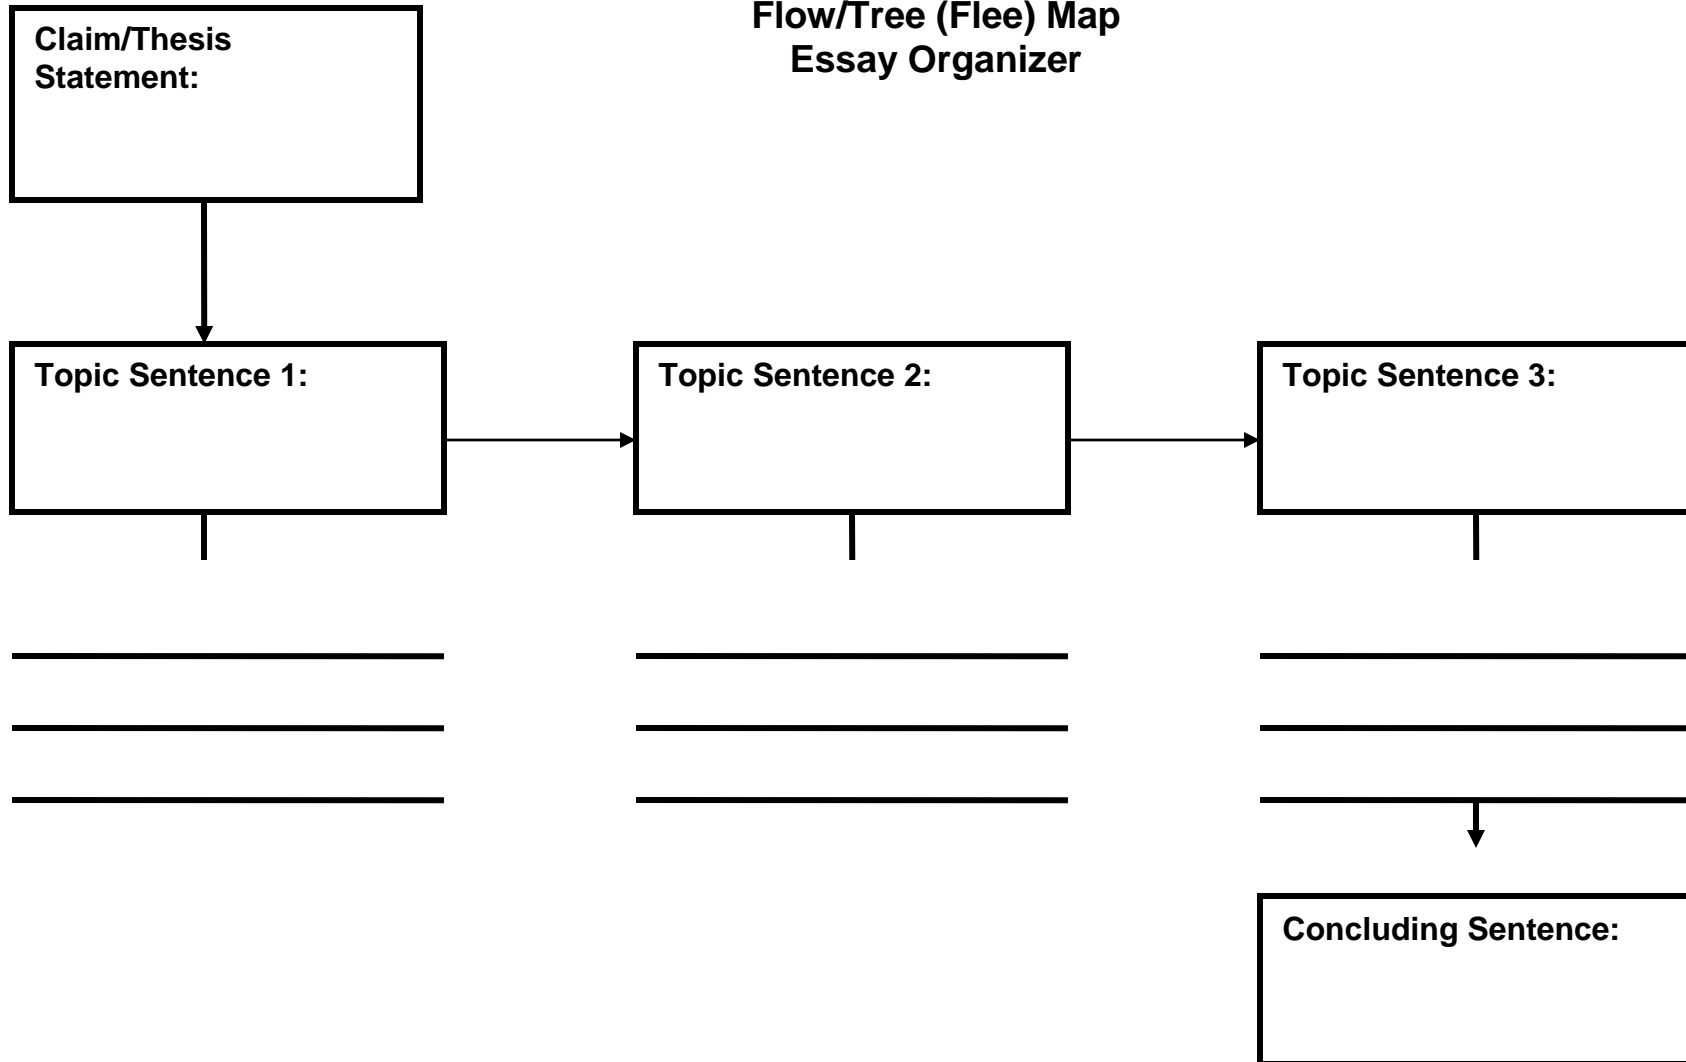 Flow/Tree (Flee) Map
Essay Organizer
Claim/Thesis
Statement:
Topic Sentence 1:
Topic Sentence 2:
Topic Sentence 3:
Concluding Sentence: